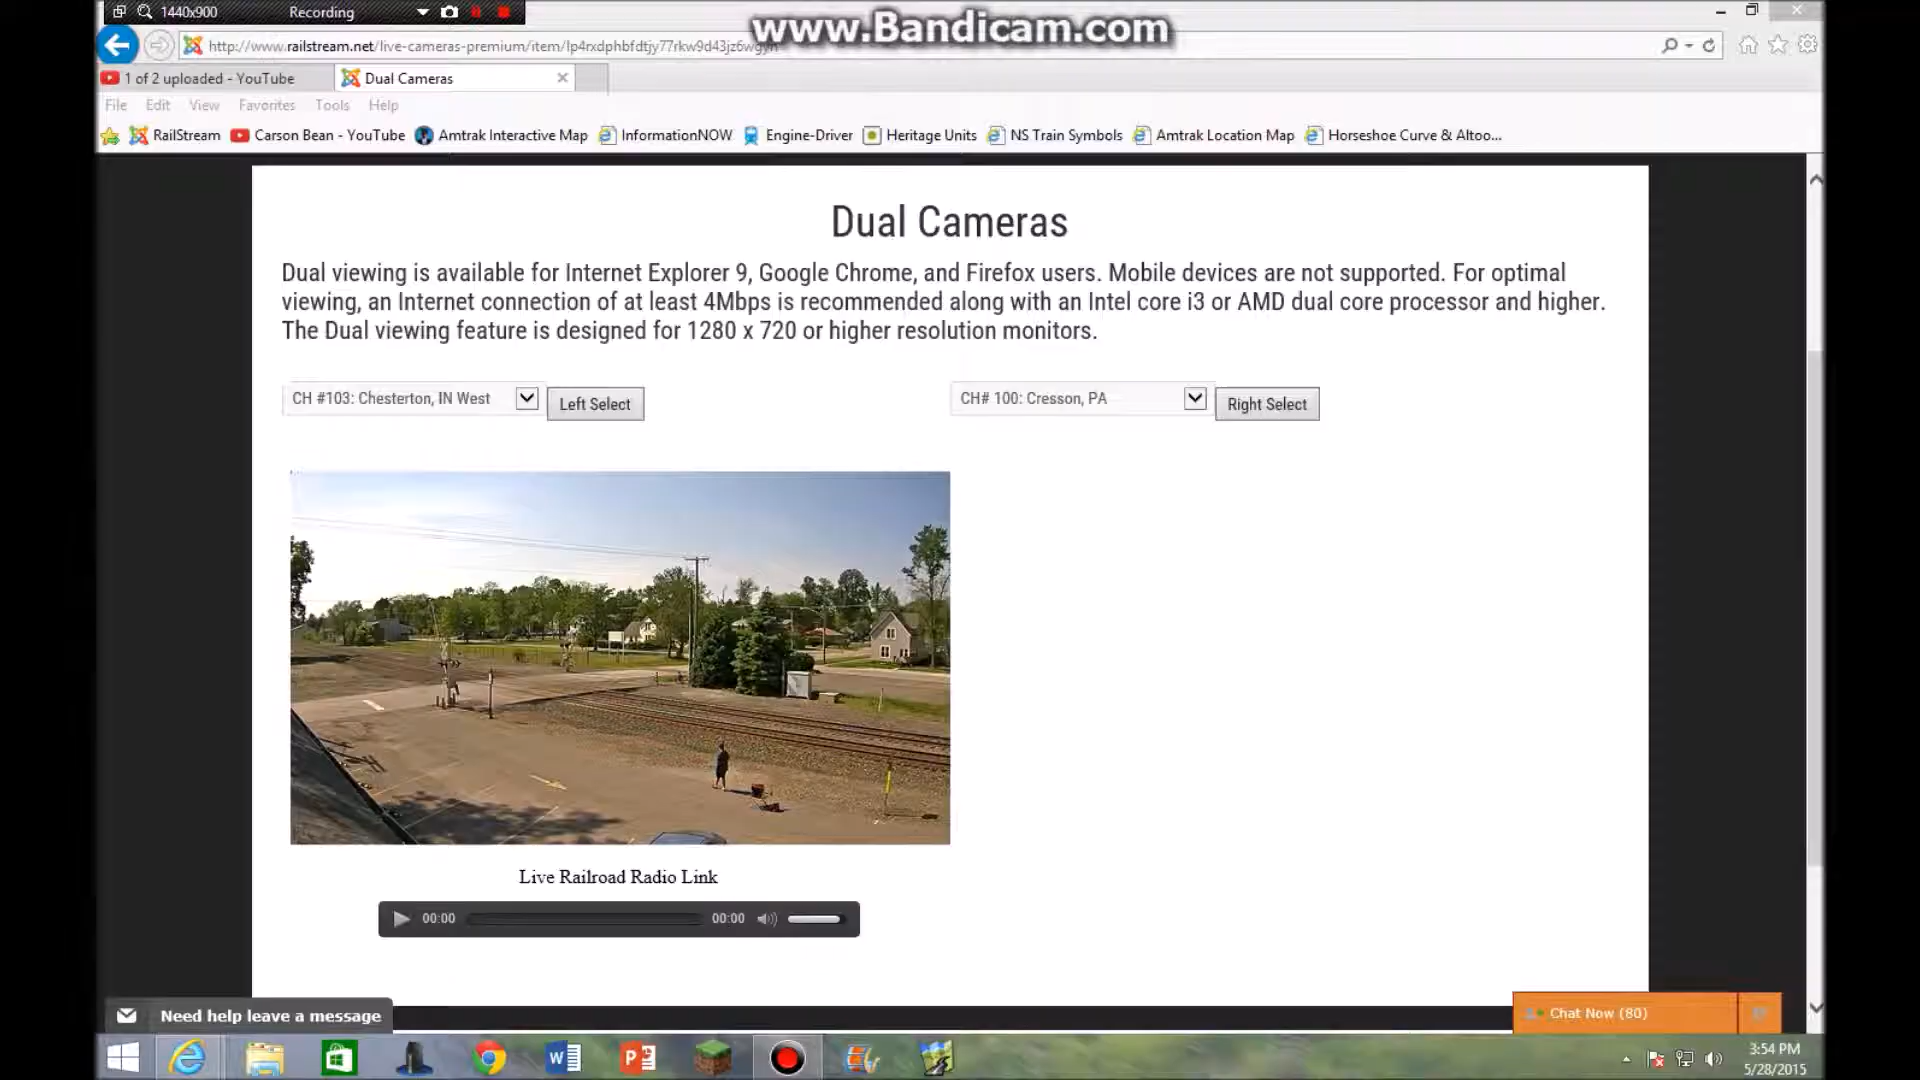 1440x900
Recording
www.Bandicam.com
http://www.railstream.net/live-cameras-premium/item/lp4rxdphbfdtjy77rkw9d43jz6wgyn
1 of 2 uploaded - YouTube
Dual Cameras
File Edit View Favorites Tools Help
RailStream Carson Bean - YouTube Amtrak Interactive Map InformationNOW Engine-Driver Heritage Units NS Train Symbols Amtrak Location Map Horseshoe Curve & Altoo...
Dual Cameras
Dual viewing is available for Internet Explorer 9, Google Chrome, and Firefox users. Mobile devices are not supported. For optimal
viewing, an Internet connection of at least 4Mbps is recommended along with an Intel core i3 or AMD dual core processor and higher.
The Dual viewing feature is designed for 1280 x 720 or higher resolution monitors.
CH #103: Chesterton, IN West Left Select
CH# 100: Cresson, PA Right Select
Live Railroad Radio Link
00:00 00:00
Need help leave a message
Chat Now (80)
3:54 PM
5/28/2015